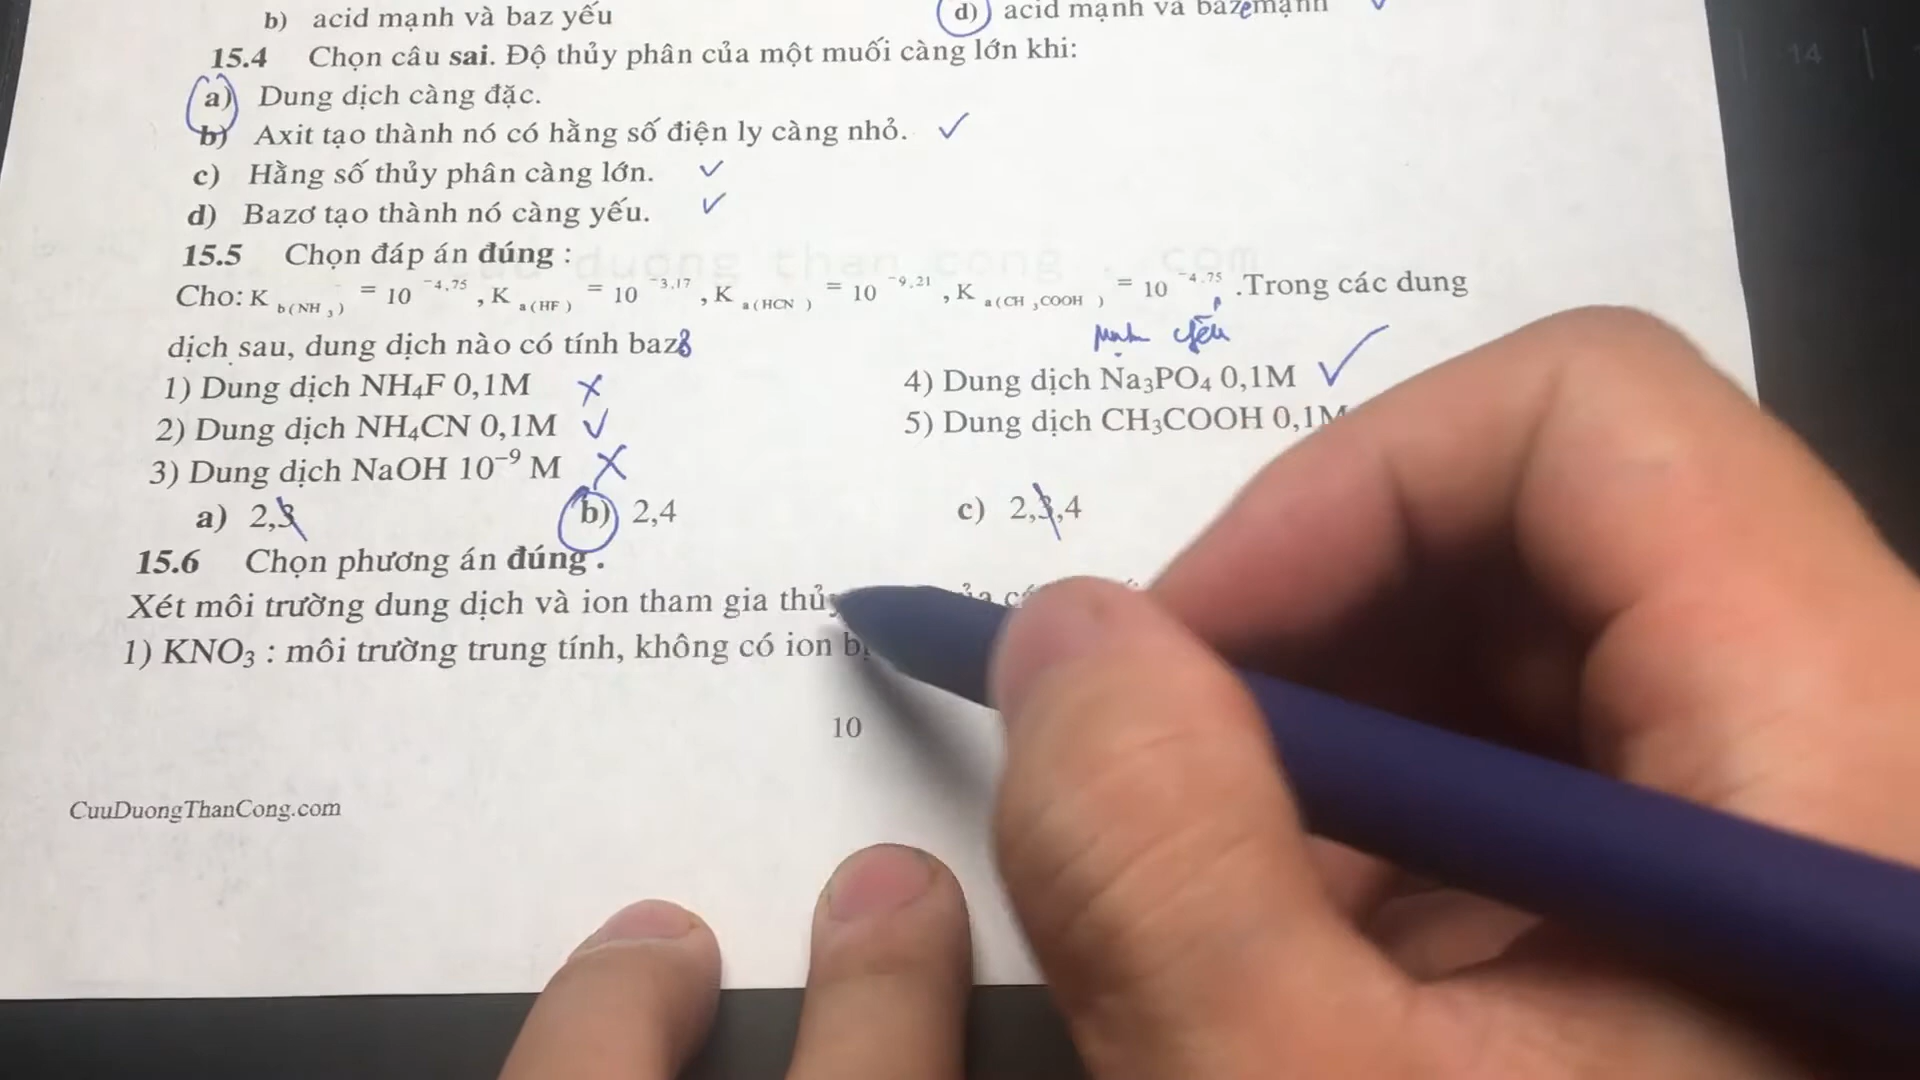 b) acid mạnh và baz yếu
d) acid mạnh và baz mạnh
15.4 Chọn câu sai. Độ thủy phân của một muối càng lớn khi:
a) Dung dịch càng đặc.
b) Axit tạo thành nó có hằng số điện ly càng nhỏ.
c) Hằng số thủy phân càng lớn.
d) Bazơ tạo thành nó càng yếu.
15.5 Chọn đáp án đúng :
cuu duong than cong . com
Cho: K b(NH3) = 10 −4,75 , K a(HF) = 10 −3,17 , K a(HCN) = 10 −9,21 , K a(CH3COOH) = 10 −4,75 .Trong các dung
mạnh yếu
dịch sau, dung dịch nào có tính baz
1) Dung dịch NH4F 0,1M
4) Dung dịch Na3PO4 0,1M
2) Dung dịch NH4CN 0,1M
5) Dung dịch CH3COOH 0,1M
3) Dung dịch NaOH 10−9 M
a) 2,3 b) 2,4 c) 2,3,4
15.6 Chọn phương án đúng .
Xét môi trường dung dịch và ion tham gia
1) KNO3 : môi trường trung tính, không có ion
10
CuuDuongThanCong.com
14